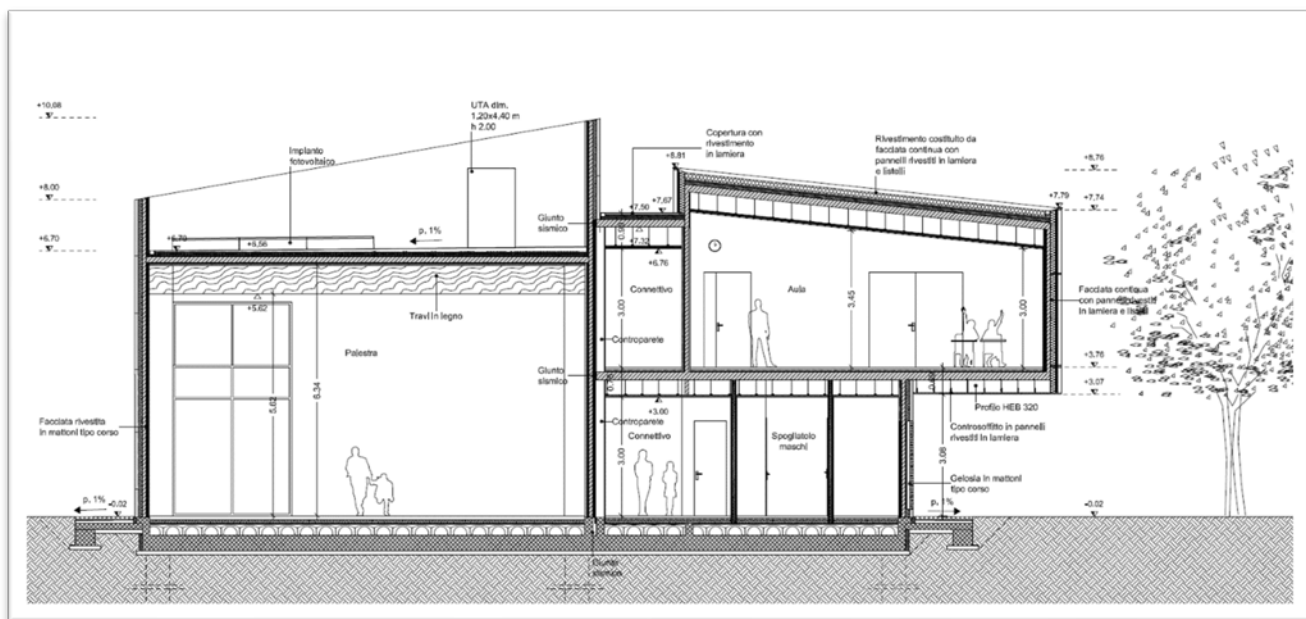 +10,08
UTA dim.
1,20x4,40 m
h 2.00
Implanto
fotovoltaico
Copertura con
rivestimento
in lamiera
Rivestimento costituito da
facciata continua con
pannelli rivestiti in lamiera
e listelli
+8.81
+8,76
+8,00
+7.50
+7,67
+7,79
+7,74
Giunto
sismico
p, 1%
+6,70
+6,70
+6,56
+7,32
+6.76
Connettivo
Aula
3,00
3,45
3,00
Facciata continua
con pannelli rivestiti
in lamiera e listelli
+5,62
Travi in legno
Palestra
5,62
6,34
Controparete
Giunto
sismico
+3,76
+3,07
+3.00
Profilo HEB 320
Controsoffitto in pannelli
rivestiti in lamiera
Facciata rivestita
in mattoni tipo corso
Controparete
Connettivo
Spogliatoio
maschi
3,00
3,08
Gelosia in mattoni
tipo corso
p, 1%
-0.02
p, 1%
-0,02
Giunto
sismico